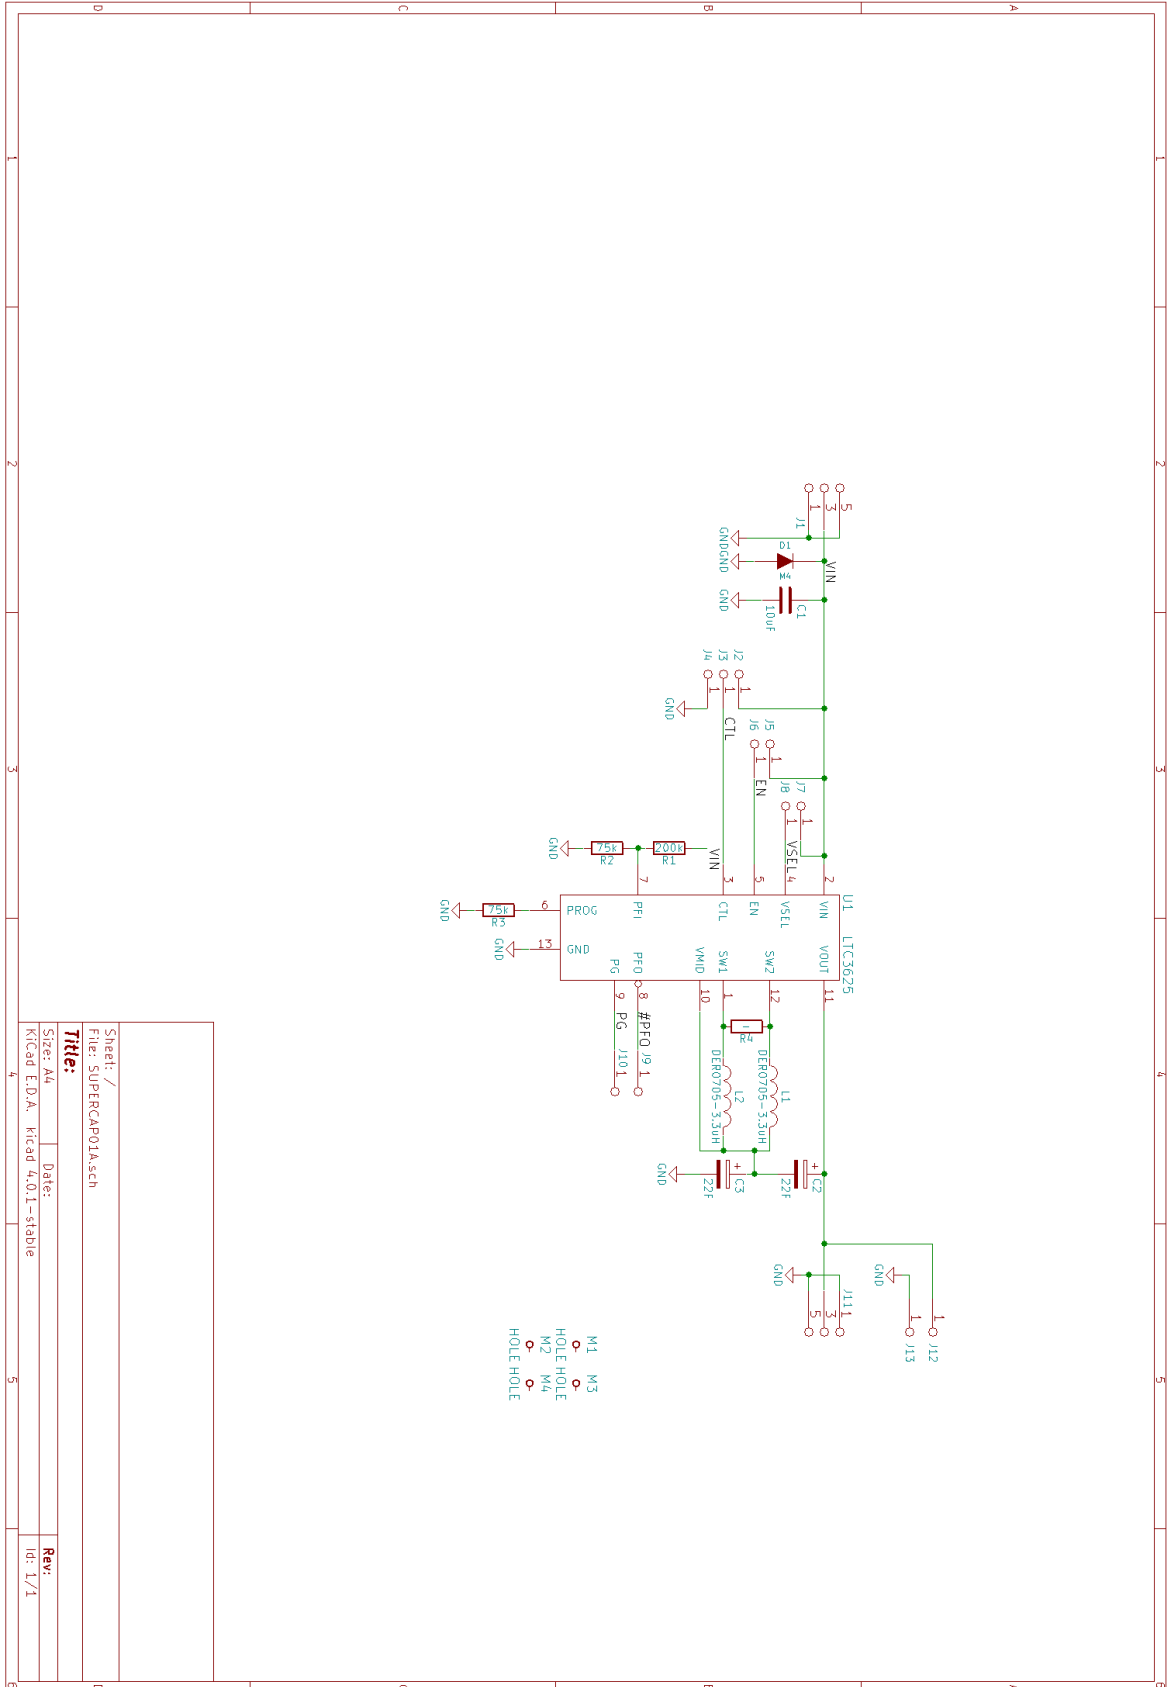 1
2
3
4
5
6
A
B
C
D
J1
1
3
5
GND
GND
D1
M4
VIN
C1
10uF
GND
J2
1
J3
1
J4
1
GND
CTL
J5
1
J6
1
EN
J7
1
J8
1
VSEL
VIN
200k
R1
75k
R2
GND
75k
R3
GND
GND
U1
LTC3625
2
VIN
4
VSEL
5
EN
3
CTL
7
PFI
6
PROG
13
GND
VOUT
11
SW2
12
SW1
1
VMID
10
PFO
8
PG
9
#PFO
J9
1
PG
J10
1
-
R4
L1
DER0705-3.3uH
L2
DER0705-3.3uH
+
C2
22F
+
C3
22F
GND
J11
1
3
5
GND
J12
1
J13
1
GND
M1
HOLE
M3
HOLE
M2
HOLE
M4
HOLE
Sheet: /
File: SUPERCAP01A.sch
Title:
Size: A4
Date:
Rev:
KiCad E.D.A. kicad 4.0.1-stable
Id: 1/1